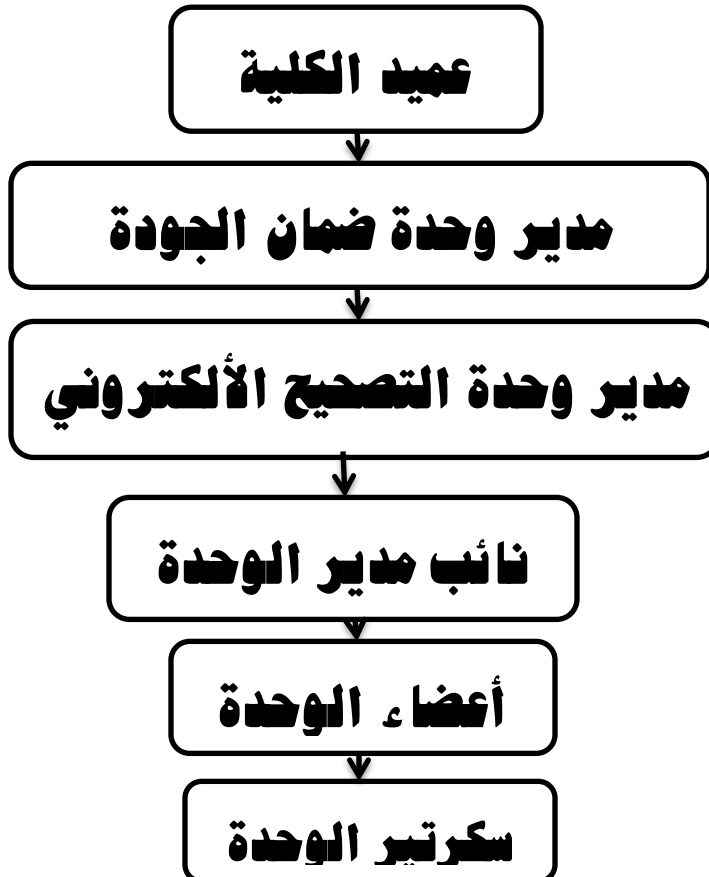 عميد الكلية
مدير وحدة ضمان الجودة
مدير وحدة التصحيح الألكتروني
نائب مدير الوحدة
أعضاء الوحدة
سكرتير الوحدة